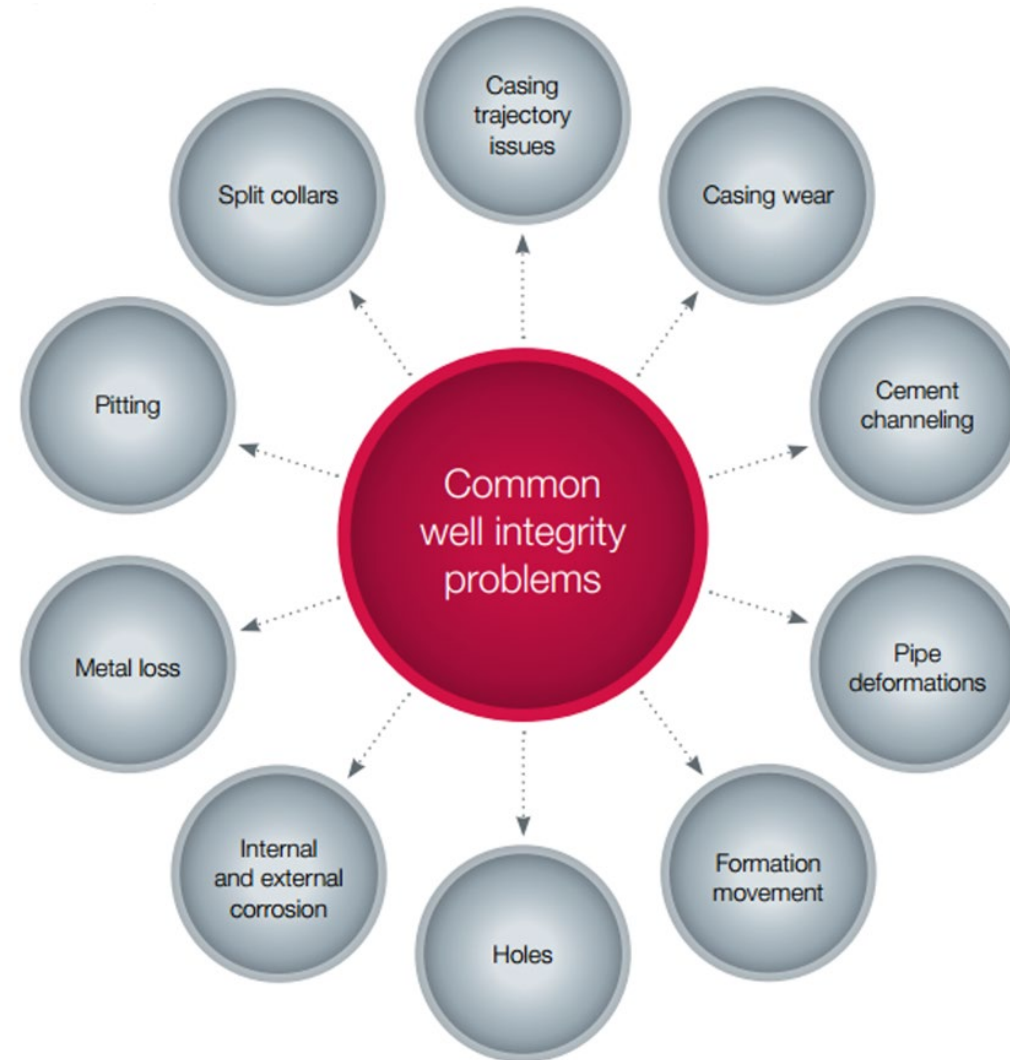 Casing
trajectory
issues
Split collars
Casing wear
Pitting
Cement
channeling
Common
well integrity
problems
Metal loss
Pipe
deformations
Internal
and external
corrosion
Formation
movement
Holes